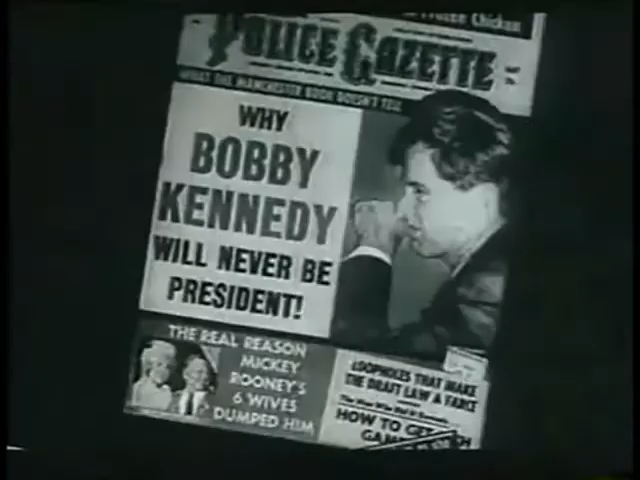 Frozen Chicken
POLICE GAZETTE
WHAT THE MANCHESTER BOOK DOESN'T TELL
WHY
BOBBY
KENNEDY
WILL NEVER BE
PRESIDENT!
THE REAL REASON
MICKEY
ROONEY'S
6 WIVES
DUMPED HIM
LOOPHOLES THAT MAKE
THE DRAFT LAW A FARCE
HOW TO GET